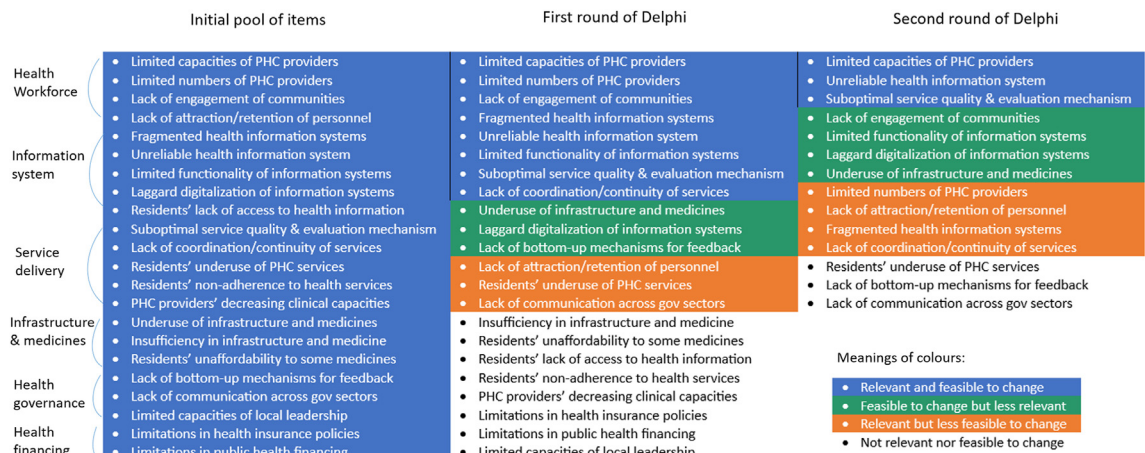 Initial pool of items
First round of Delphi
Second round of Delphi
Health
Workforce
Information
system
Service
delivery
Infrastructure
& medicines
Health
governance
Health
financing
• Limited capacities of PHC providers
• Limited numbers of PHC providers
• Lack of engagement of communities
• Lack of attraction/retention of personnel
• Fragmented health information systems
• Unreliable health information system
• Limited functionality of information systems
• Laggard digitalization of information systems
• Residents' lack of access to health information
• Suboptimal service quality & evaluation mechanism
• Lack of coordination/continuity of services
• Residents' underuse of PHC services
• Residents' non-adherence to health services
• PHC providers' decreasing clinical capacities
• Underuse of infrastructure and medicines
• Insufficiency in infrastructure and medicine
• Residents' unaffordability to some medicines
• Lack of bottom-up mechanisms for feedback
• Lack of communication across gov sectors
• Limited capacities of local leadership
• Limitations in health insurance policies
• Limitations in public health financing
• Limited capacities of PHC providers
• Limited numbers of PHC providers
• Lack of engagement of communities
• Fragmented health information systems
• Unreliable health information system
• Limited functionality of information systems
• Suboptimal service quality & evaluation mechanism
• Lack of coordination/continuity of services
• Underuse of infrastructure and medicines
• Laggard digitalization of information systems
• Lack of bottom-up mechanisms for feedback
• Lack of attraction/retention of personnel
• Residents' underuse of PHC services
• Lack of communication across gov sectors
• Insufficiency in infrastructure and medicine
• Residents' unaffordability to some medicines
• Residents' lack of access to health information
• Residents' non-adherence to health services
• PHC providers' decreasing clinical capacities
• Limitations in health insurance policies
• Limitations in public health financing
• Limited capacities of local leadership
• Limited capacities of PHC providers
• Unreliable health information system
• Suboptimal service quality & evaluation mechanism
• Lack of engagement of communities
• Limited functionality of information systems
• Laggard digitalization of information systems
• Underuse of infrastructure and medicines
• Limited numbers of PHC providers
• Lack of attraction/retention of personnel
• Fragmented health information systems
• Lack of coordination/continuity of services
• Residents' underuse of PHC services
• Lack of bottom-up mechanisms for feedback
• Lack of communication across gov sectors
Meanings of colours:
• Relevant and feasible to change
• Feasible to change but less relevant
• Relevant but less feasible to change
• Not relevant nor feasible to change